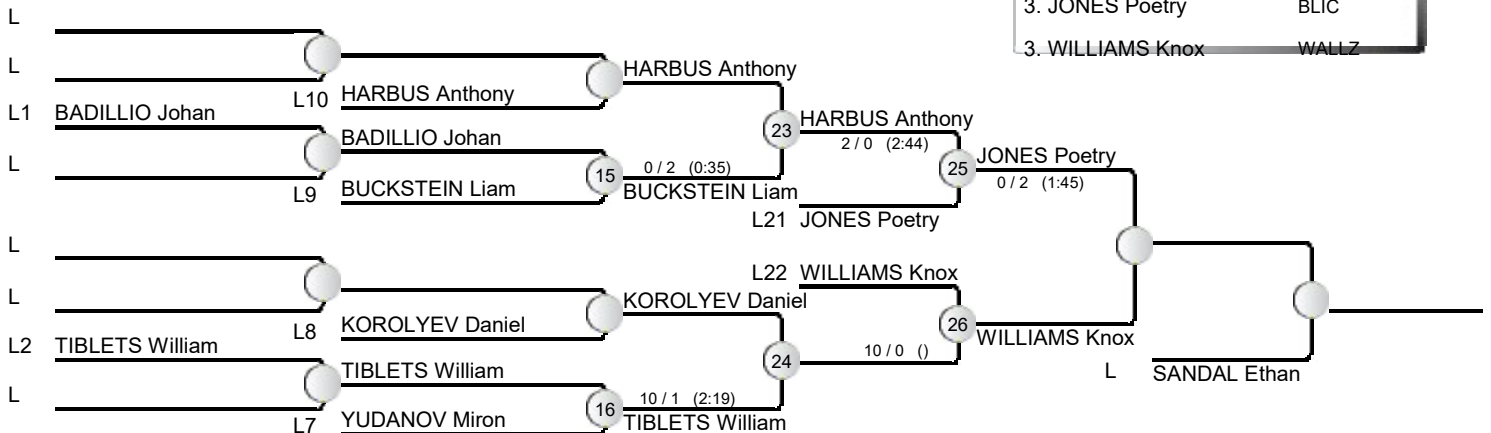 3. JONES Poetry BLIC
3. WILLIAMS Knox WALLZ
L
L
L10 HARBUS Anthony
HARBUS Anthony
L1 BADILLIO Johan
BADILLIO Johan
L
L9 BUCKSTEIN Liam
15
0 / 2 (0:35)
BUCKSTEIN Liam
23
HARBUS Anthony
2 / 0 (2:44)
L21 JONES Poetry
25
JONES Poetry
0 / 2 (1:45)
L
L
L8 KOROLYEV Daniel
KOROLYEV Daniel
L2 TIBLETS William
TIBLETS William
L
L7 YUDANOV Miron
16
10 / 1 (2:19)
TIBLETS William
24
L22 WILLIAMS Knox
10 / 0 ()
26
WILLIAMS Knox
L SANDAL Ethan